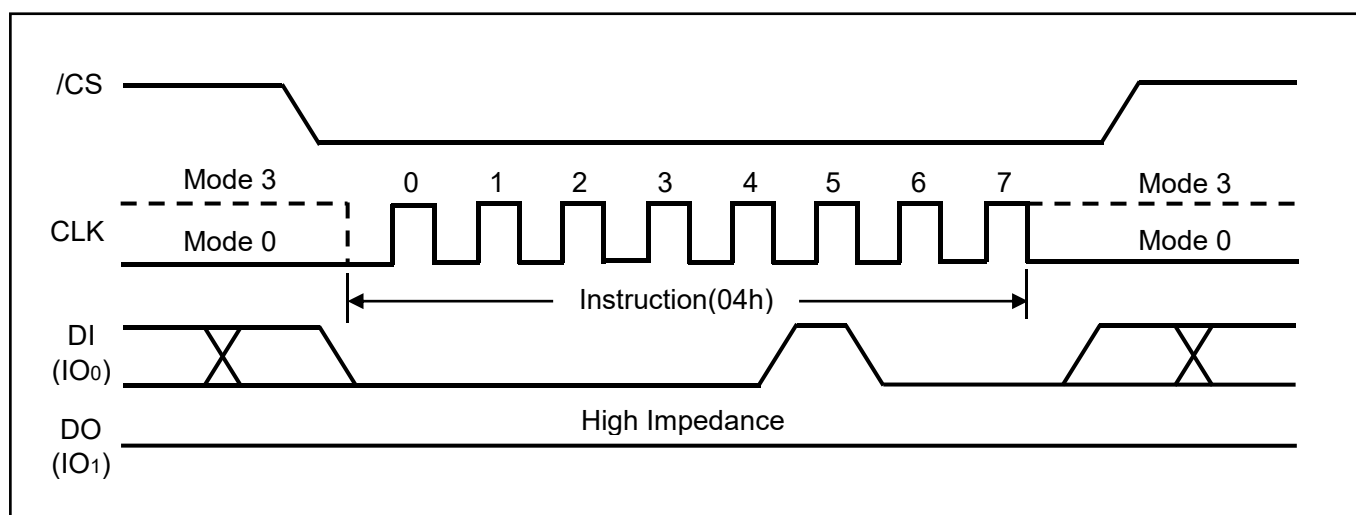 /CS
Mode 3 0 1 2 3 4 5 6 7 Mode 3
CLK
Mode 0 Mode 0
Instruction(04h)
DI
(IO0)
High Impedance
DO
(IO1)